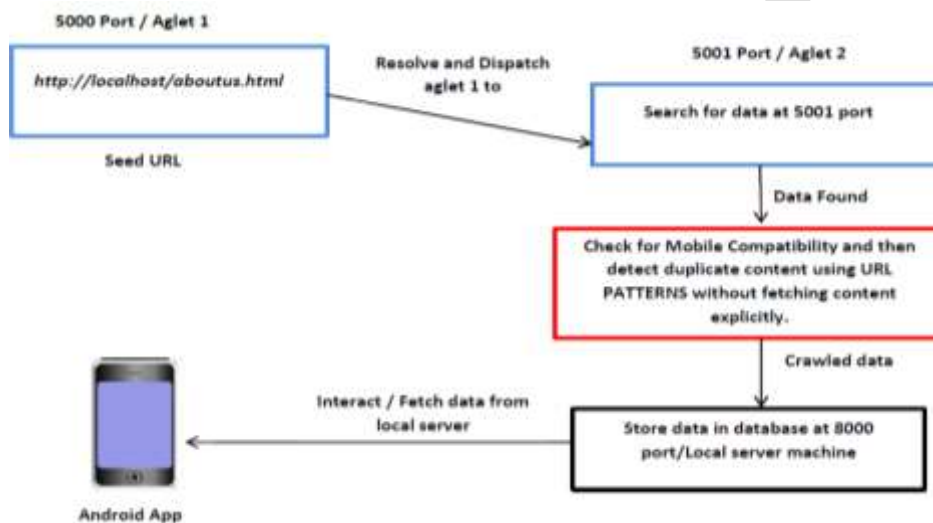 5000 Port / Aglet 1
http://localhost/aboutus.html
Seed URL
Resolve and Dispatch
aglet 1 to
5001 Port / Aglet 2
Search for data at 5001 port
Data Found
Check for Mobile Compatibility and then
detect duplicate content using URL
PATTERNS without fetching content
explicitly.
Crawled data
Store data in database at 8000
port/Local server machine
Interact / Fetch data from
local server
Android App